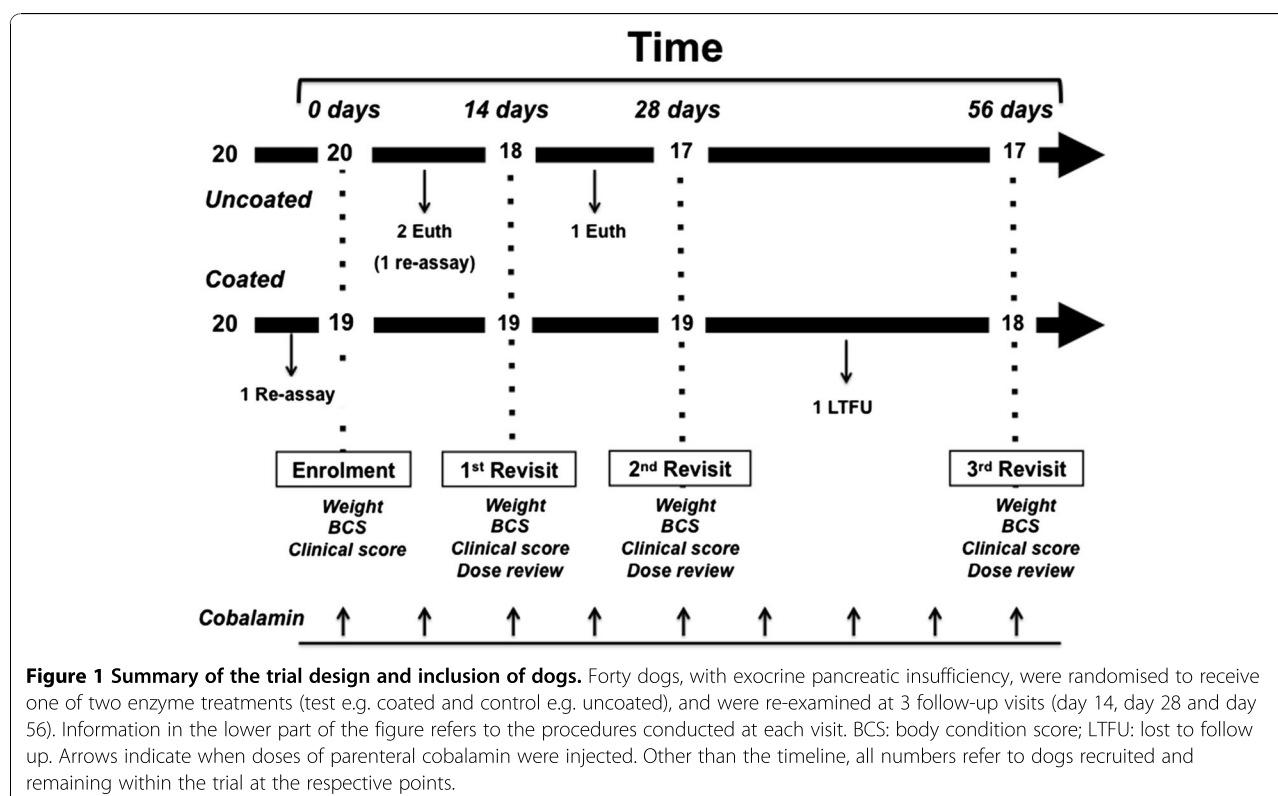 Time
0 days 14 days 28 days 56 days
20 20 18 17 17
Uncoated
2 Euth 1 Euth
(1 re-assay)
Coated
20 19 19 19 18
1 Re-assay 1 LTFU
Enrolment 1st Revisit 2nd Revisit 3rd Revisit
Weight Weight Weight Weight
BCS BCS BCS BCS
Clinical score Clinical score Clinical score Clinical score
Dose review Dose review Dose review
Cobalamin
Figure 1 Summary of the trial design and inclusion of dogs. Forty dogs, with exocrine pancreatic insufficiency, were randomised to receive
one of two enzyme treatments (test e.g. coated and control e.g. uncoated), and were re-examined at 3 follow-up visits (day 14, day 28 and day
56). Information in the lower part of the figure refers to the procedures conducted at each visit. BCS: body condition score; LTFU: lost to follow
up. Arrows indicate when doses of parenteral cobalamin were injected. Other than the timeline, all numbers refer to dogs recruited and
remaining within the trial at the respective points.